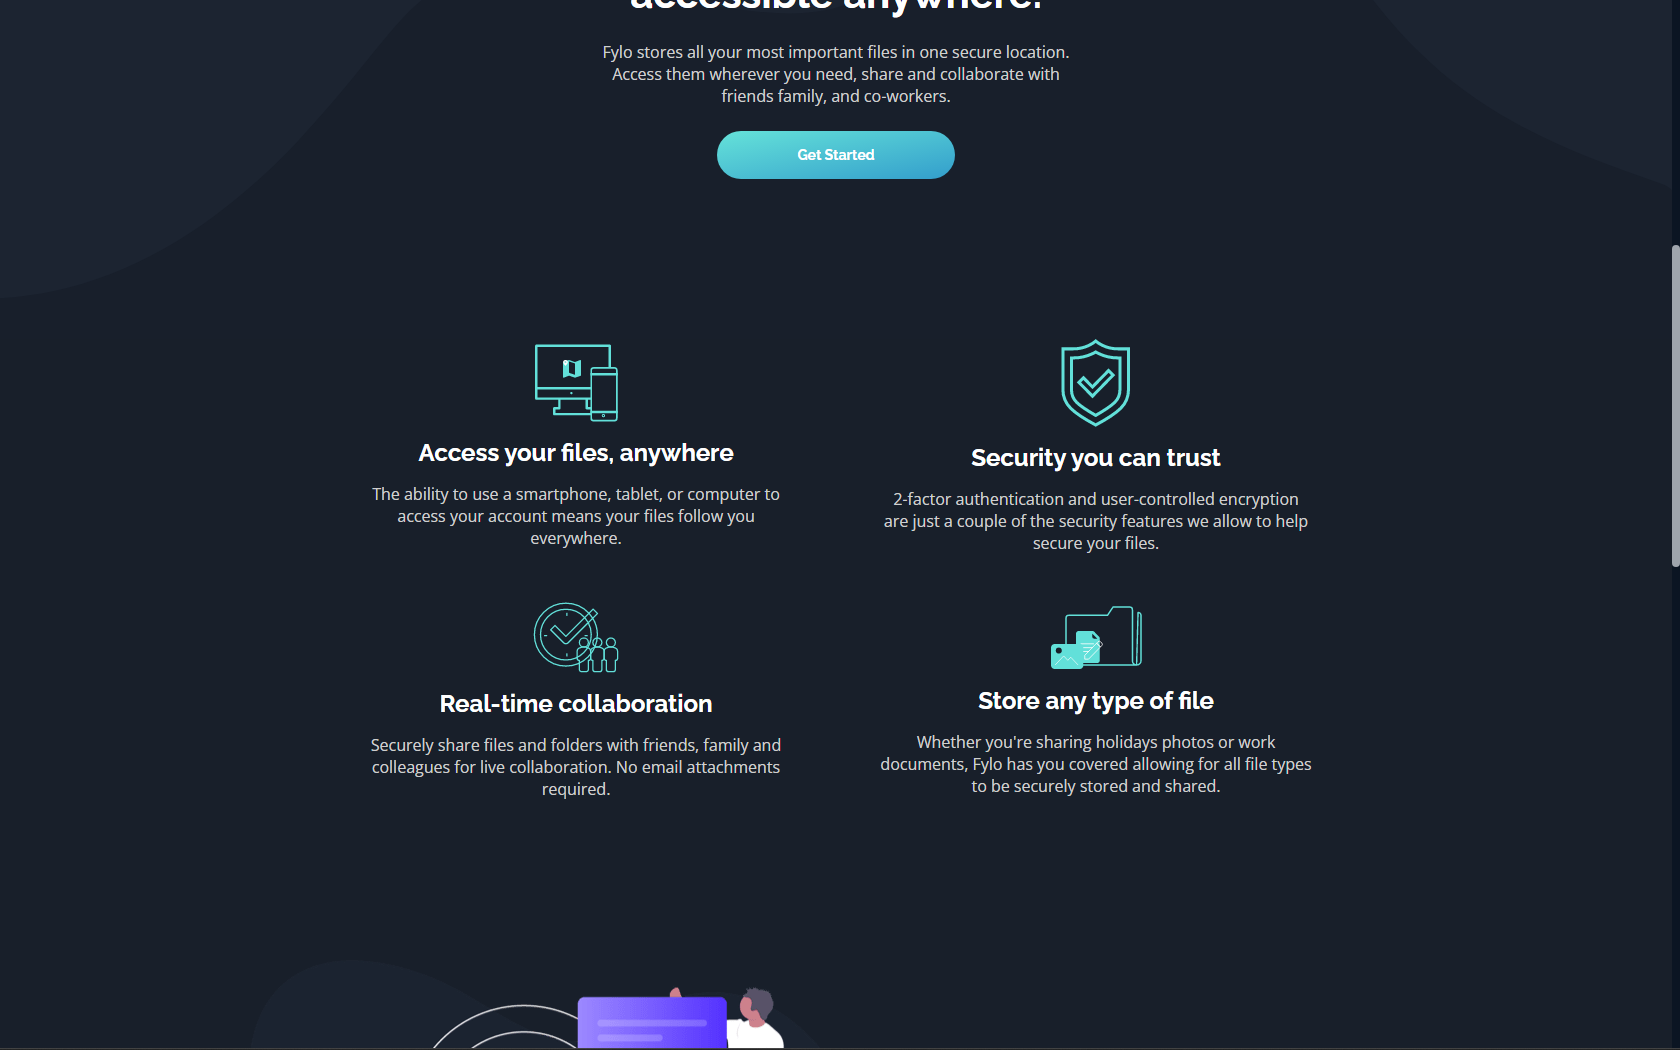 accessible anywhere.
Fylo stores all your most important files in one secure location.
Access them wherever you need, share and collaborate with
friends family, and co-workers.
Get Started
Access your files, anywhere
The ability to use a smartphone, tablet, or computer to
access your account means your files follow you
everywhere.
Security you can trust
2-factor authentication and user-controlled encryption
are just a couple of the security features we allow to help
secure your files.
Real-time collaboration
Securely share files and folders with friends, family and
colleagues for live collaboration. No email attachments
required.
Store any type of file
Whether you're sharing holidays photos or work
documents, Fylo has you covered allowing for all file types
to be securely stored and shared.